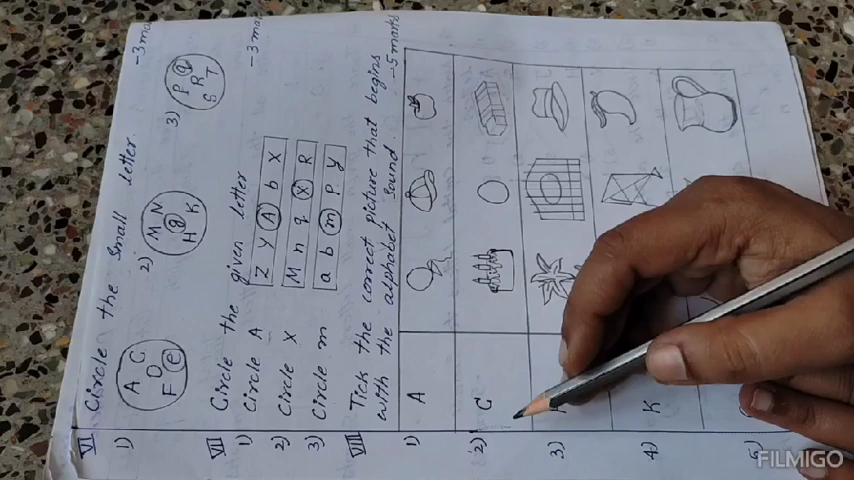 VI Circle the small letter. -3 ma
1) A C D F e
2) M N g H K
3) P q R S T
VII Circle the given letter -3 mar
1) Circle A Z Y A b X
2) Circle X M n q X R
3) Circle m a b m P Y
VIII Tick the correct picture that begins
with the alphabet sound. -5 marks
1) A
2) C
3)
4) K
5)
FILMIGO